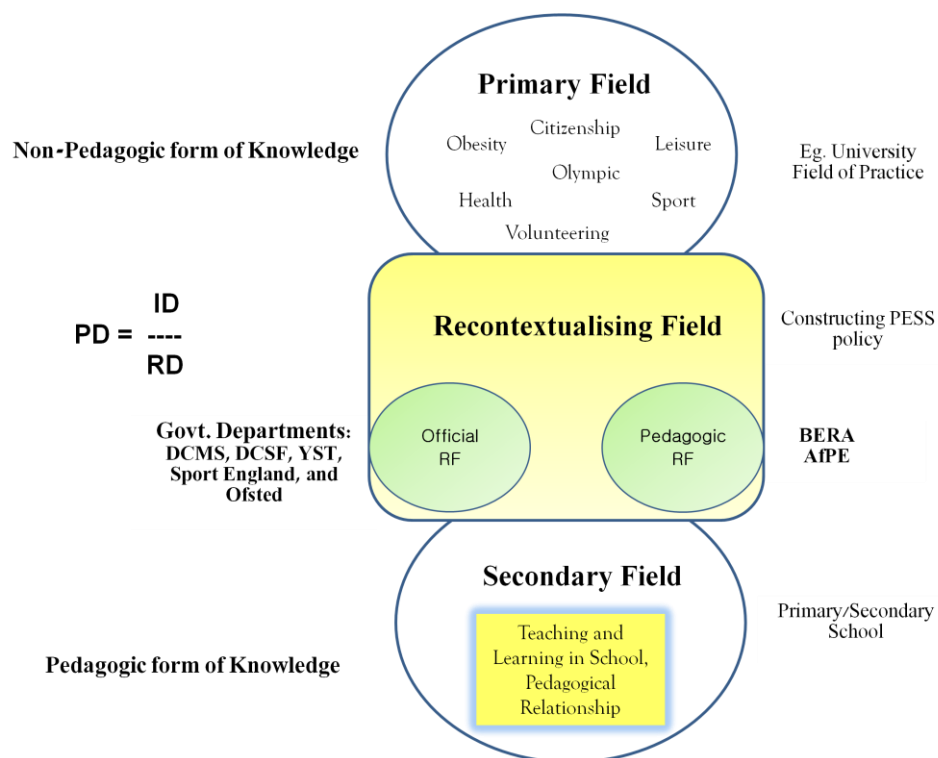 Primary Field
Non-Pedagogic form of Knowledge
Obesity
Citizenship
Leisure
Olympic
Health
Sport
Volunteering
Eg. University
Field of Practice
PD =
ID
----
RD
Recontextualising Field
Constructing PESS
policy
Govt. Departments:
DCMS, DCSF, YST,
Sport England, and
Ofsted
Official
RF
Pedagogic
RF
BERA
AfPE
Secondary Field
Pedagogic form of Knowledge
Teaching and
Learning in School,
Pedagogical
Relationship
Primary/Secondary
School